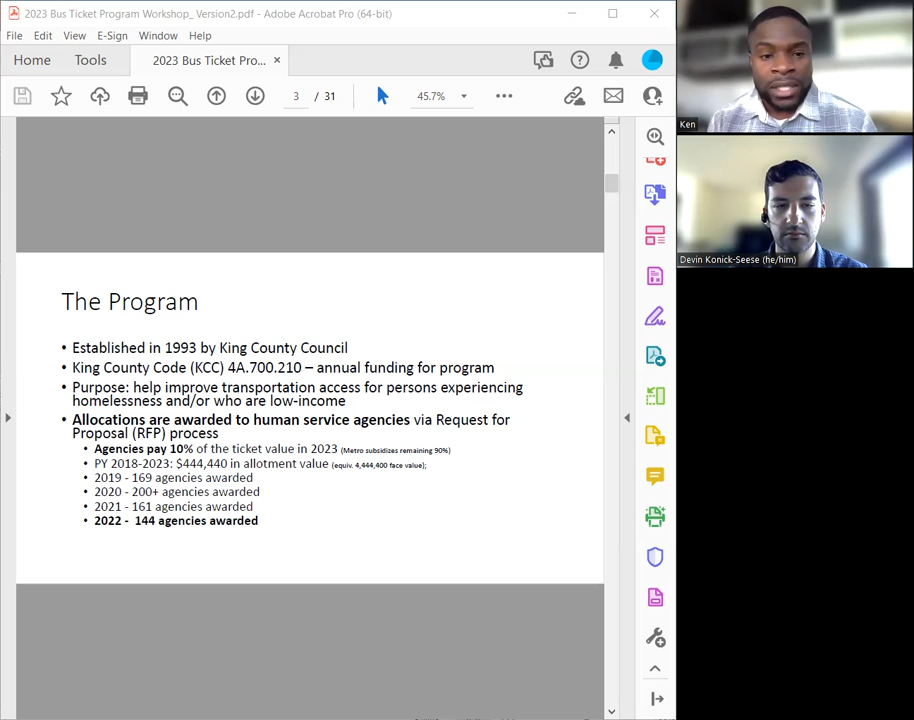 2023 Bus Ticket Program Workshop_ Version2.pdf - Adobe Acrobat Pro (64-bit)
File Edit View E-Sign Window Help
Home Tools 2023 Bus Ticket Pro... ×
3 / 31 45.7%
Ken
Devin Konick-Seese (he/him)
The Program
• Established in 1993 by King County Council
• King County Code (KCC) 4A.700.210 – annual funding for program
• Purpose: help improve transportation access for persons experiencing
homelessness and/or who are low-income
• Allocations are awarded to human service agencies via Request for
Proposal (RFP) process
• Agencies pay 10% of the ticket value in 2023 (Metro subsidizes remaining 90%)
• PY 2018-2023: $444,440 in allotment value (equiv. 4,444,400 face value);
• 2019 - 169 agencies awarded
• 2020 - 200+ agencies awarded
• 2021 - 161 agencies awarded
• 2022 - 144 agencies awarded